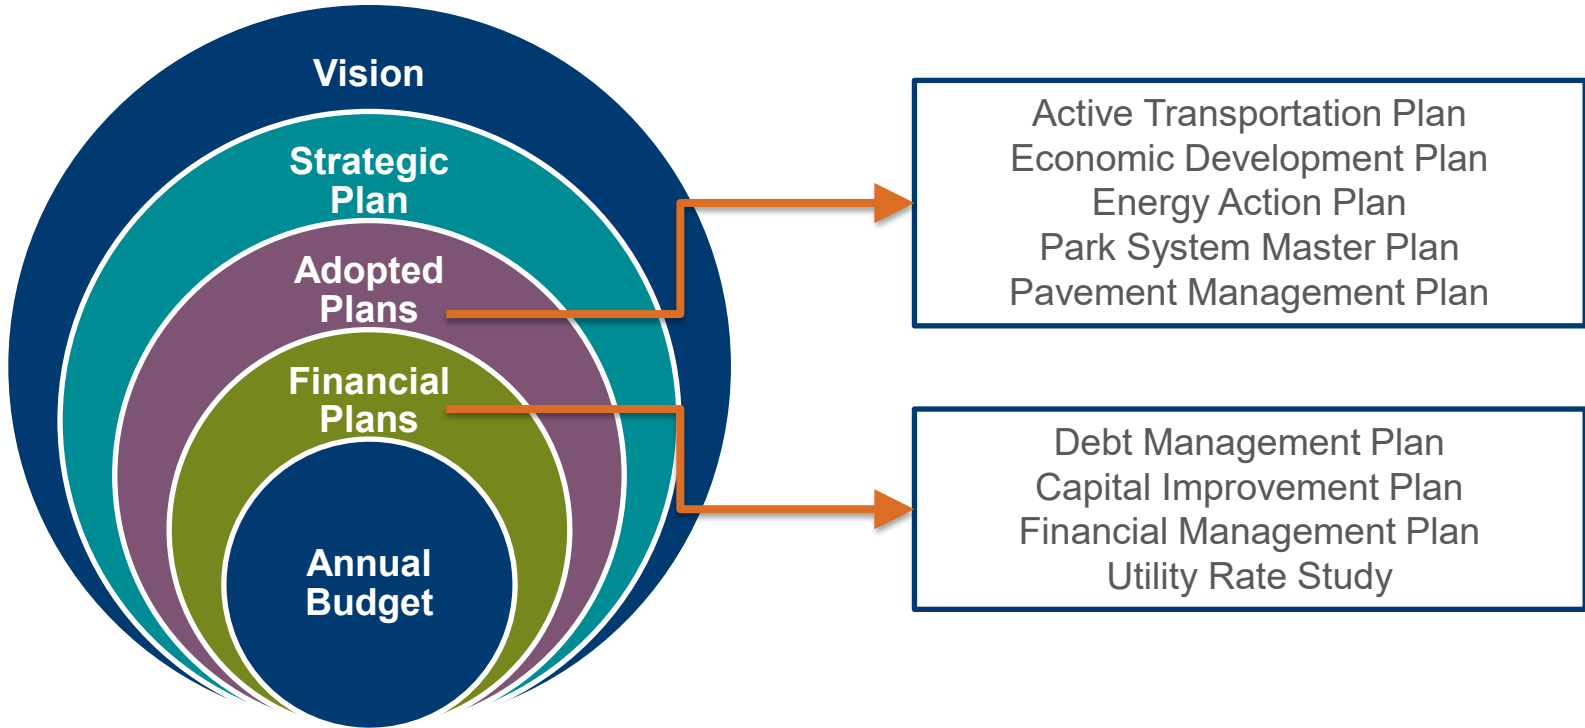 Vision
Strategic
Plan
Adopted
Plans
Financial
Plans
Annual
Budget
Active Transportation Plan
Economic Development Plan
Energy Action Plan
Park System Master Plan
Pavement Management Plan
Debt Management Plan
Capital Improvement Plan
Financial Management Plan
Utility Rate Study